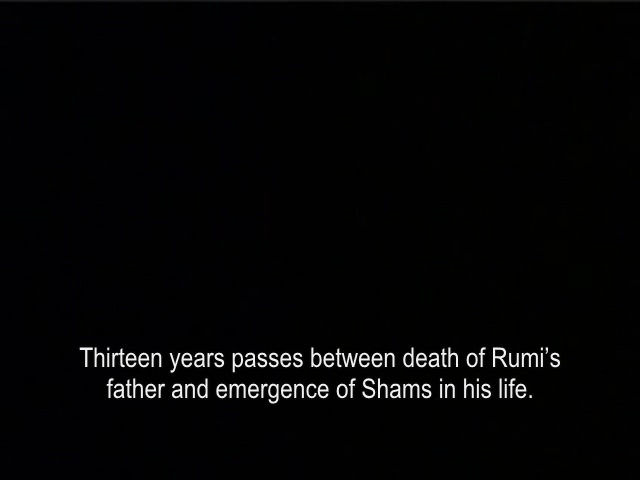 Thirteen years passes between death of Rumi’s
father and emergence of Shams in his life.